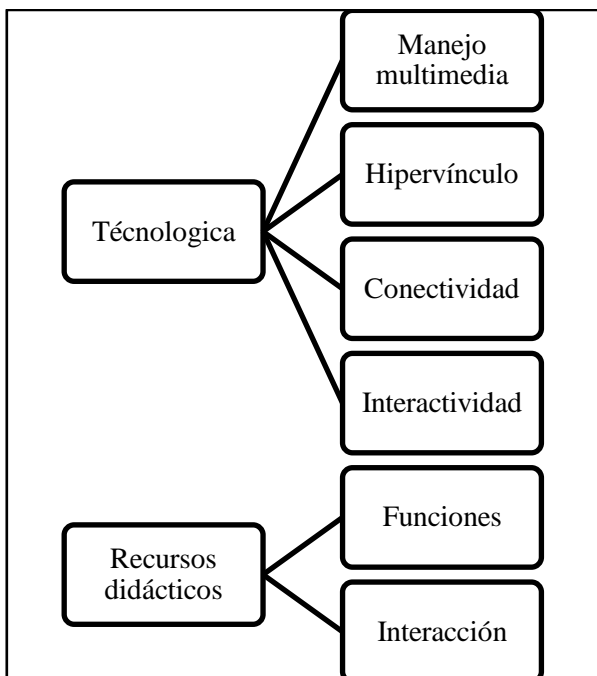 Manejo
multimedia
Hipervínculo
Técnologica
Conectividad
Interactividad
Funciones
Recursos
didácticos
Interacción